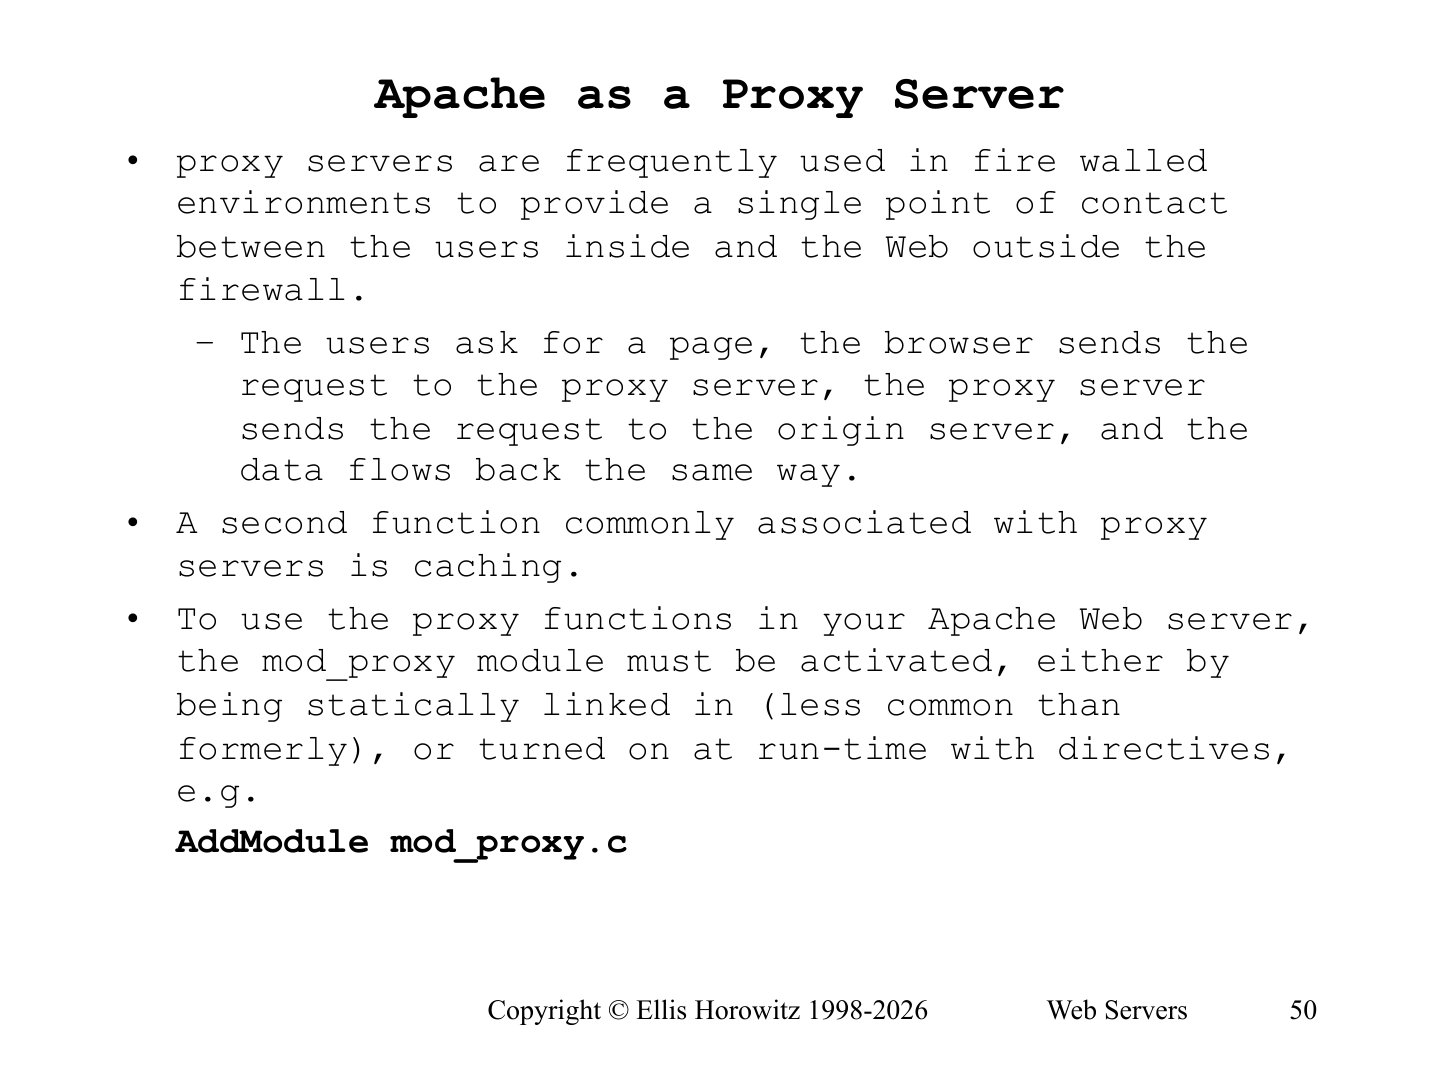 Apache as a Proxy Server
• proxy servers are frequently used in fire walled
environments to provide a single point of contact
between the users inside and the Web outside the
firewall.
– The users ask for a page, the browser sends the
request to the proxy server, the proxy server
sends the request to the origin server, and the
data flows back the same way.
• A second function commonly associated with proxy
servers is caching.
• To use the proxy functions in your Apache Web server,
the mod_proxy module must be activated, either by
being statically linked in (less common than
formerly), or turned on at run-time with directives,
e.g.
AddModule mod_proxy.c
Copyright © Ellis Horowitz 1998-2026 Web Servers 50